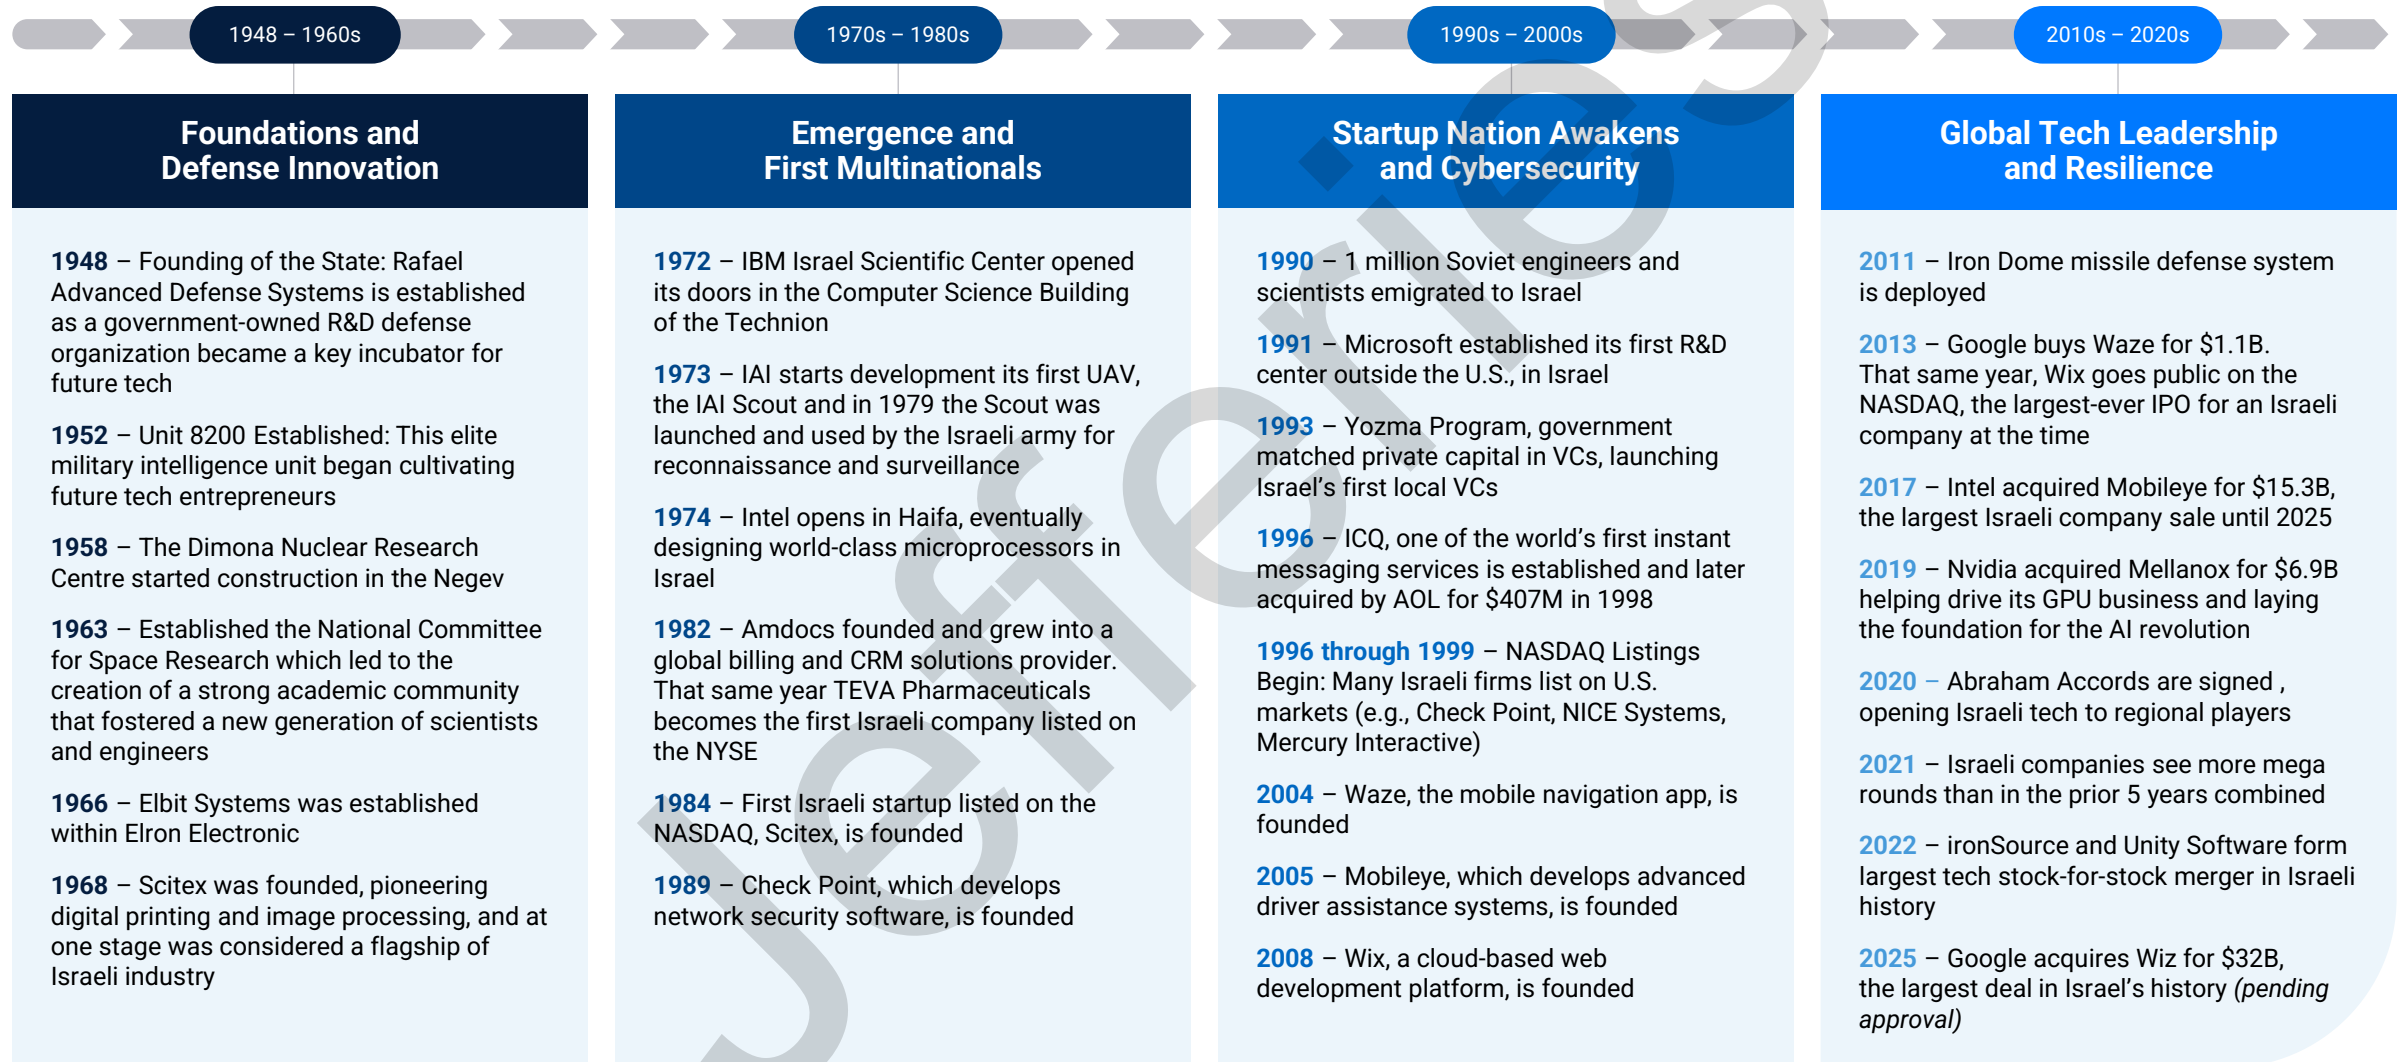 1948 – 1960s
Foundations and
Defense Innovation
1948 – Founding of the State: Rafael
Advanced Defense Systems is established
as a government-owned R&D defense
organization became a key incubator for
future tech
1952 – Unit 8200 Established: This elite
military intelligence unit began cultivating
future tech entrepreneurs
1958 – The Dimona Nuclear Research
Centre started construction in the Negev
1963 – Established the National Committee
for Space Research which led to the
creation of a strong academic community
that fostered a new generation of scientists
and engineers
1966 – Elbit Systems was established
within Elron Electronic
1968 – Scitex was founded, pioneering
digital printing and image processing, and at
one stage was considered a flagship of
Israeli industry
1970s – 1980s
Emergence and
First Multinationals
1972 – IBM Israel Scientific Center opened
its doors in the Computer Science Building
of the Technion
1973 – IAI starts development its first UAV,
the IAI Scout and in 1979 the Scout was
launched and used by the Israeli army for
reconnaissance and surveillance
1974 – Intel opens in Haifa, eventually
designing world-class microprocessors in
Israel
1982 – Amdocs founded and grew into a
global billing and CRM solutions provider.
That same year TEVA Pharmaceuticals
becomes the first Israeli company listed on
the NYSE
1984 – First Israeli startup listed on the
NASDAQ, Scitex, is founded
1989 – Check Point, which develops
network security software, is founded
1990s – 2000s
Startup Nation Awakens
and Cybersecurity
1990 – 1 million Soviet engineers and
scientists emigrated to Israel
1991 – Microsoft established its first R&D
center outside the U.S., in Israel
1993 – Yozma Program, government
matched private capital in VCs, launching
Israel's first local VCs
1996 – ICQ, one of the world's first instant
messaging services is established and later
acquired by AOL for $407M in 1998
1996 through 1999 – NASDAQ Listings
Begin: Many Israeli firms list on U.S.
markets (e.g., Check Point, NICE Systems,
Mercury Interactive)
2004 – Waze, the mobile navigation app, is
founded
2005 – Mobileye, which develops advanced
driver assistance systems, is founded
2008 – Wix, a cloud-based web
development platform, is founded
2010s – 2020s
Global Tech Leadership
and Resilience
2011 – Iron Dome missile defense system
is deployed
2013 – Google buys Waze for $1.1B.
That same year, Wix goes public on the
NASDAQ, the largest-ever IPO for an Israeli
company at the time
2017 – Intel acquired Mobileye for $15.3B,
the largest Israeli company sale until 2025
2019 – Nvidia acquired Mellanox for $6.9B
helping drive its GPU business and laying
the foundation for the AI revolution
2020 – Abraham Accords are signed ,
opening Israeli tech to regional players
2021 – Israeli companies see more mega
rounds than in the prior 5 years combined
2022 – ironSource and Unity Software form
largest tech stock-for-stock merger in Israeli
history
2025 – Google acquires Wiz for $32B,
the largest deal in Israel's history (pending
approval)
Jefferies